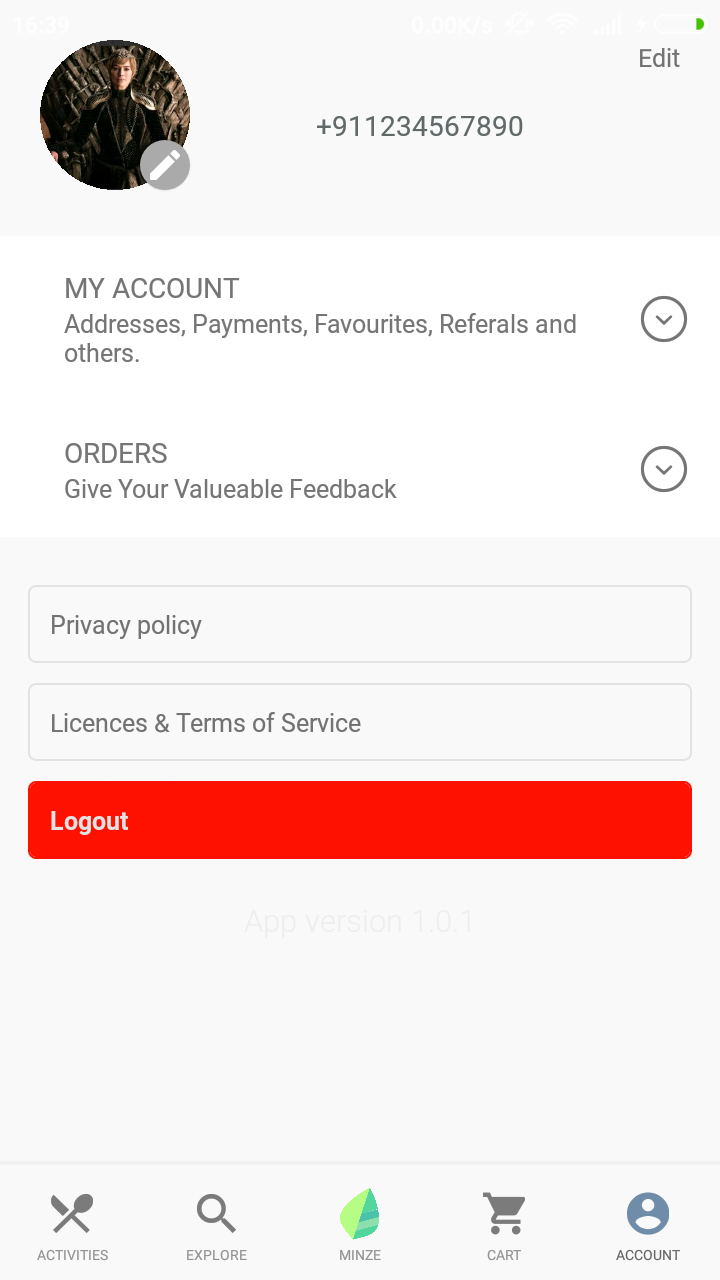 16:39
0.00K/s
Edit
+911234567890
MY ACCOUNT
Addresses, Payments, Favourites, Referals and
others.
ORDERS
Give Your Valueable Feedback
Privacy policy
Licences & Terms of Service
Logout
App version 1.0.1
ACTIVITIES
EXPLORE
MINZE
CART
ACCOUNT